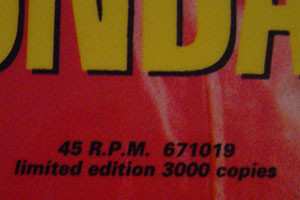 ONDA
45 R.P.M. 671019
limited edition 3000 copies